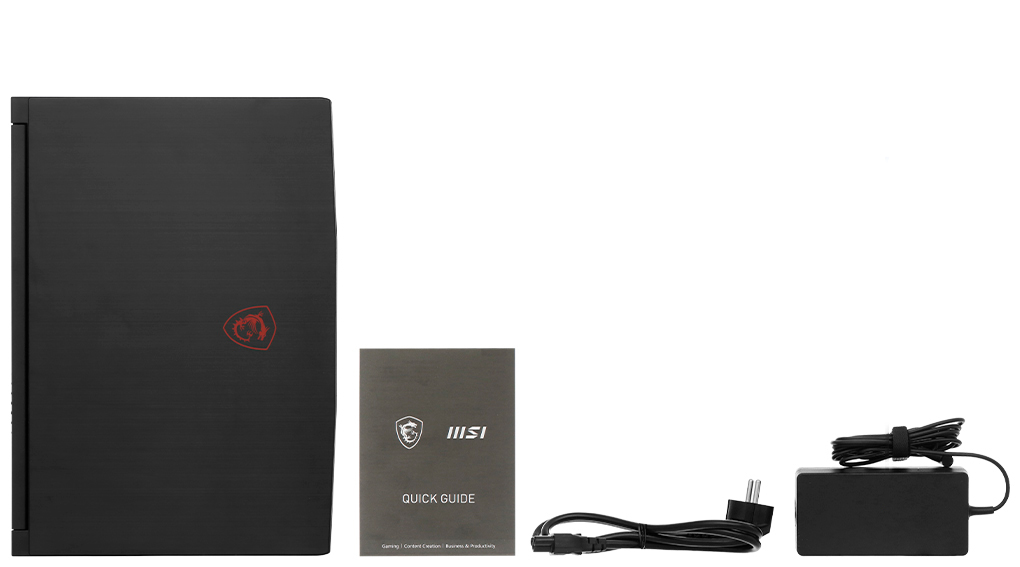 msi
QUICK GUIDE
Gaming | Content Creation | Business & Productivity